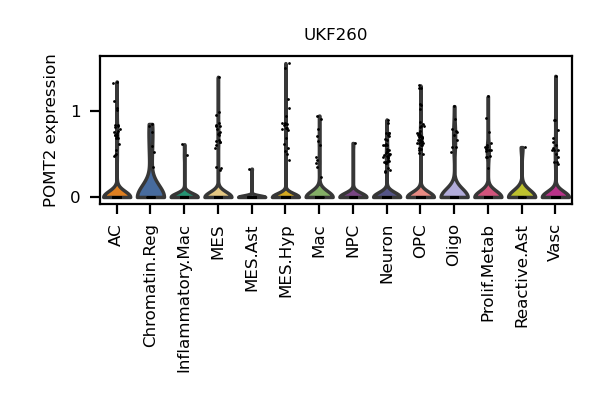 UKF260
POMT2 expression
1
0
AC
Chromatin.Reg
Inflammatory.Mac
MES
MES.Ast
MES.Hyp
Mac
NPC
Neuron
OPC
Oligo
Prolif.Metab
Reactive.Ast
Vasc